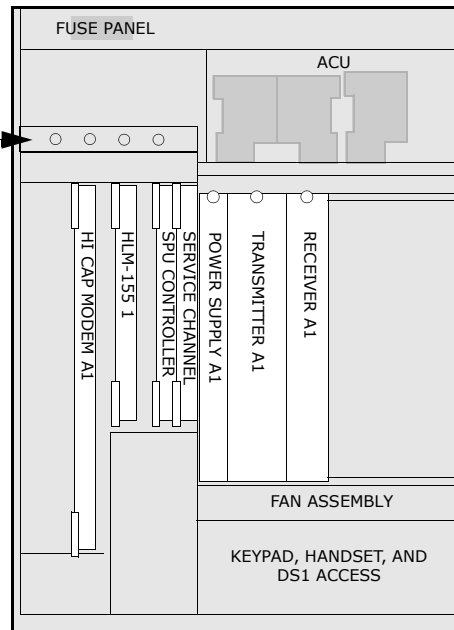 FUSE PANEL
ACU
HI CAP MODEM A1
HLM-155 1
SPU CONTROLLER
SERVICE CHANNEL
POWER SUPPLY A1
TRANSMITTER A1
RECEIVER A1
FAN ASSEMBLY
KEYPAD, HANDSET, AND
DS1 ACCESS